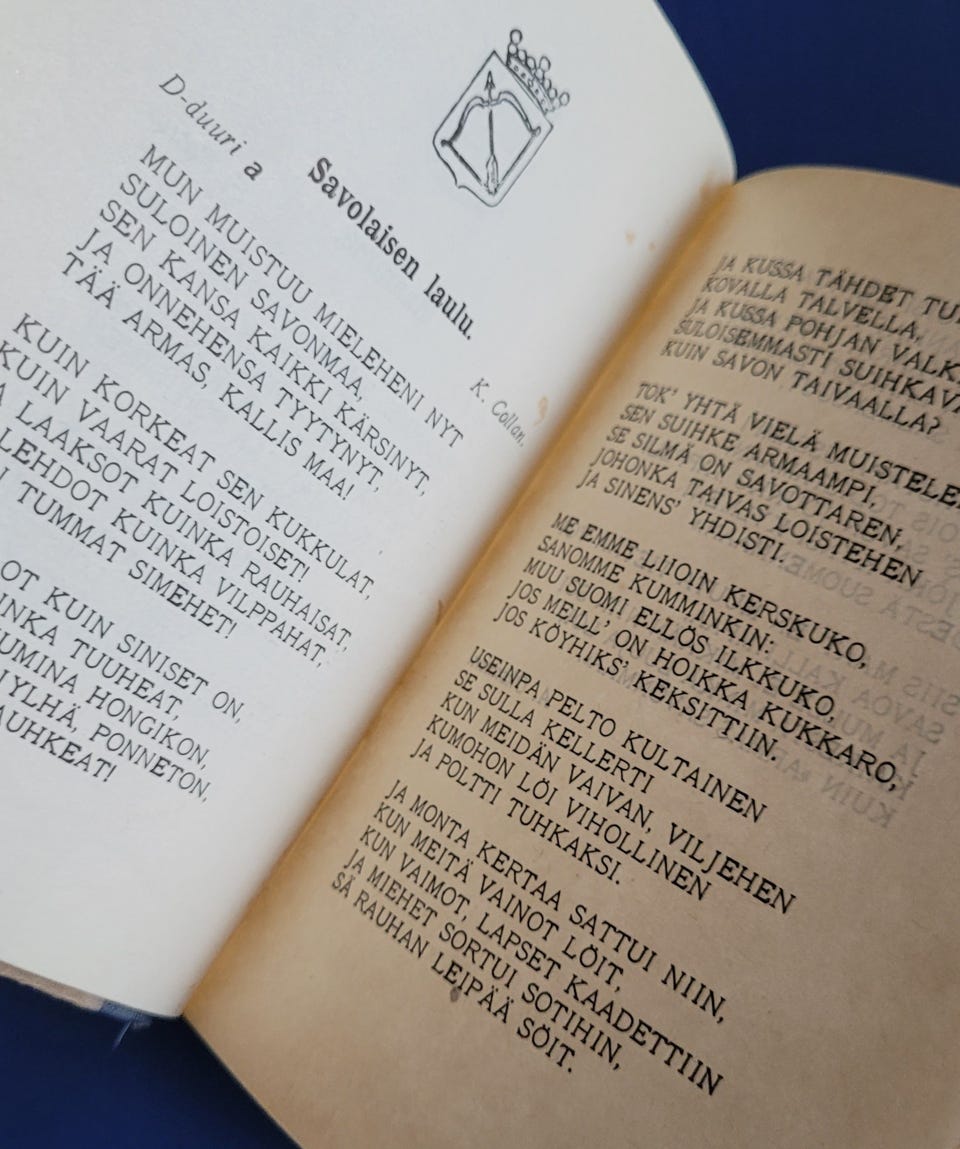 D-duuri a
Savolaisen laulu.
K. Collan.
MUN MUISTUU MIELEHENI NYT
SULOINEN SAVONMAA,
SEN KANSA KAIKKI KÄRSINYT,
JA ONNEHENSA TYYTYNYT,
TÄÄ ARMAS, KALLIS MAA!
KUIN KORKEAT SEN KUKKULAT,
KUIN VAARAT LOISTOISET!
LAAKSOT KUINKA RAUHAISAT,
LEHDOT KUINKA VILPPAHAT,
TUMMAT SIMEHET!
OT KUIN SINISET ON,
INKA TUUHEAT,
UMINA HONGIKON,
JYLHÄ, PONNETON,
AUHKEAT!
JA KUSSA TÄHDET
KOVALLA TALVELLA,
JA KUSSA POHJAN
SULOISEMMASTI
KUIN SAVON TAIVAALLA?
TOK' YHTÄ VIELÄ
SEN SUIHKE ARMAAMPI,
SE SILMÄ ON SAVOTTAREN,
JOHONKA TAIVAS LOISTEHEN
JA SINENS' YHDISTI.
ME EMME LIIOIN KERSKUKO,
SANOMME KUMMINKIN:
MUU SUOMI ELLÖS ILKKUKO,
JOS MEILL' ON HOIKKA KUKKARO,
JOS KÖYHIKS' KEKSITTIIN.
USEINPA PELTO KULTAINEN
SE SULLA KELLERTI
KUN MEIDÄN VAIVAN, VILJEHEN
KUMOHON LÖI VIHOLLINEN
JA POLTTI TUHKAKSI.
JA MONTA KERTAA SATTUI NIIN,
KUN MEITÄ VAINOT LÖIT,
KUN VAIMOT, LAPSET KAADETTIIN
JA MIEHET SORTUI SOTIHIN,
SÄ RAUHAN LEIPÄÄ SÖIT.